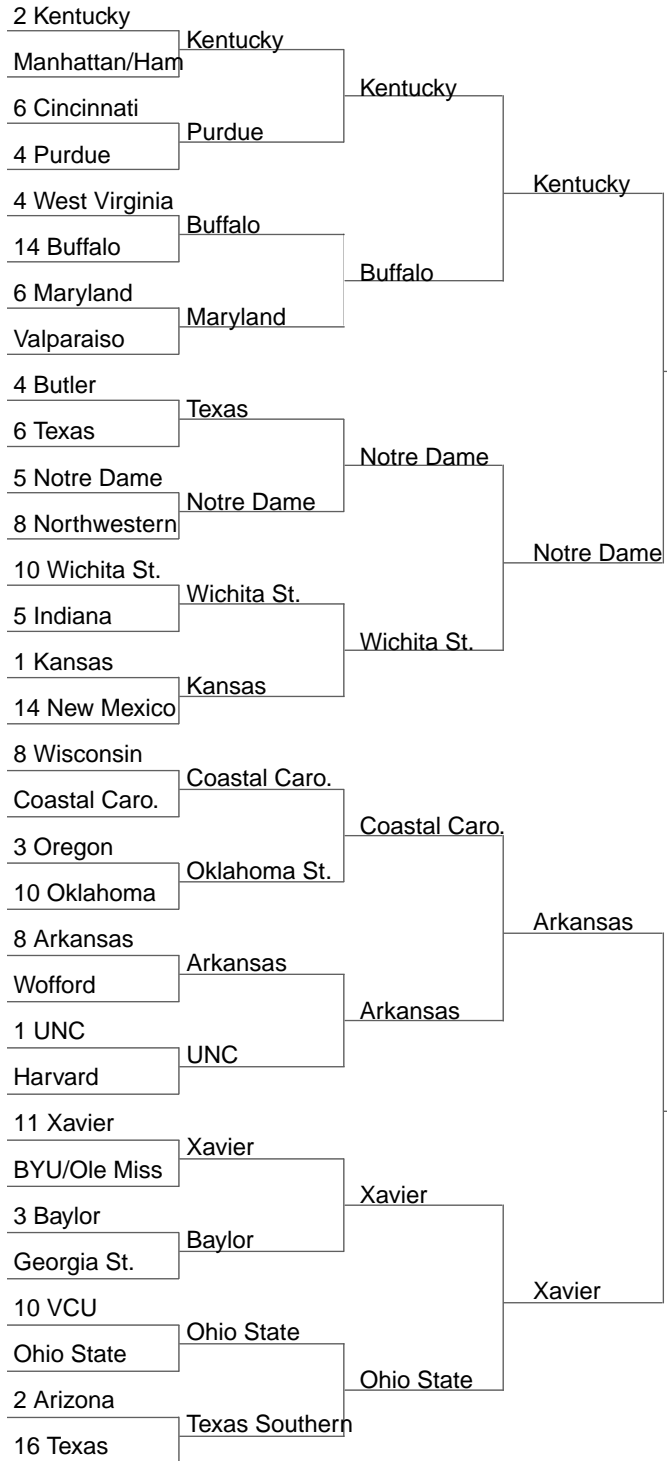 2 Kentucky
Manhattan/Ham
6 Cincinnati
4 Purdue
4 West Virginia
14 Buffalo
6 Maryland
Valparaiso
4 Butler
6 Texas
5 Notre Dame
8 Northwestern
10 Wichita St.
5 Indiana
1 Kansas
14 New Mexico
8 Wisconsin
Coastal Caro.
3 Oregon
10 Oklahoma
8 Arkansas
Wofford
1 UNC
Harvard
11 Xavier
BYU/Ole Miss
3 Baylor
Georgia St.
10 VCU
Ohio State
2 Arizona
16 Texas
Kentucky
Purdue
Buffalo
Maryland
Texas
Notre Dame
Wichita St.
Kansas
Coastal Caro.
Oklahoma St.
Arkansas
UNC
Xavier
Baylor
Ohio State
Texas Southern
Kentucky
Buffalo
Notre Dame
Wichita St.
Coastal Caro.
Arkansas
Xavier
Ohio State
Kentucky
Notre Dame
Arkansas
Xavier